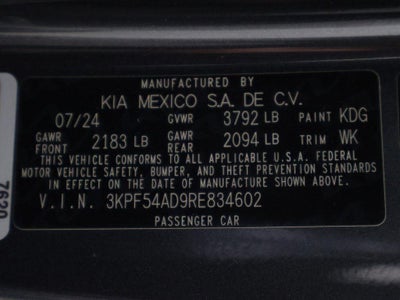 MANUFACTURED BY
KIA MEXICO S.A. DE C.V.
07/24 GVWR 3792 LB PAINT KDG
GAWR FRONT 2183 LB GAWR REAR 2094 LB TRIM WK
THIS VEHICLE CONFORMS TO ALL APPLICABLE U.S.A. FEDERAL
MOTOR VEHICLE SAFETY, BUMPER, AND THEFT PREVENTION STANDARDS
IN EFFECT ON THE DATE OF MANUFACTURE SHOWN ABOVE.
V.I.N. 3KPF54AD9RE834602
PASSENGER CAR
7620